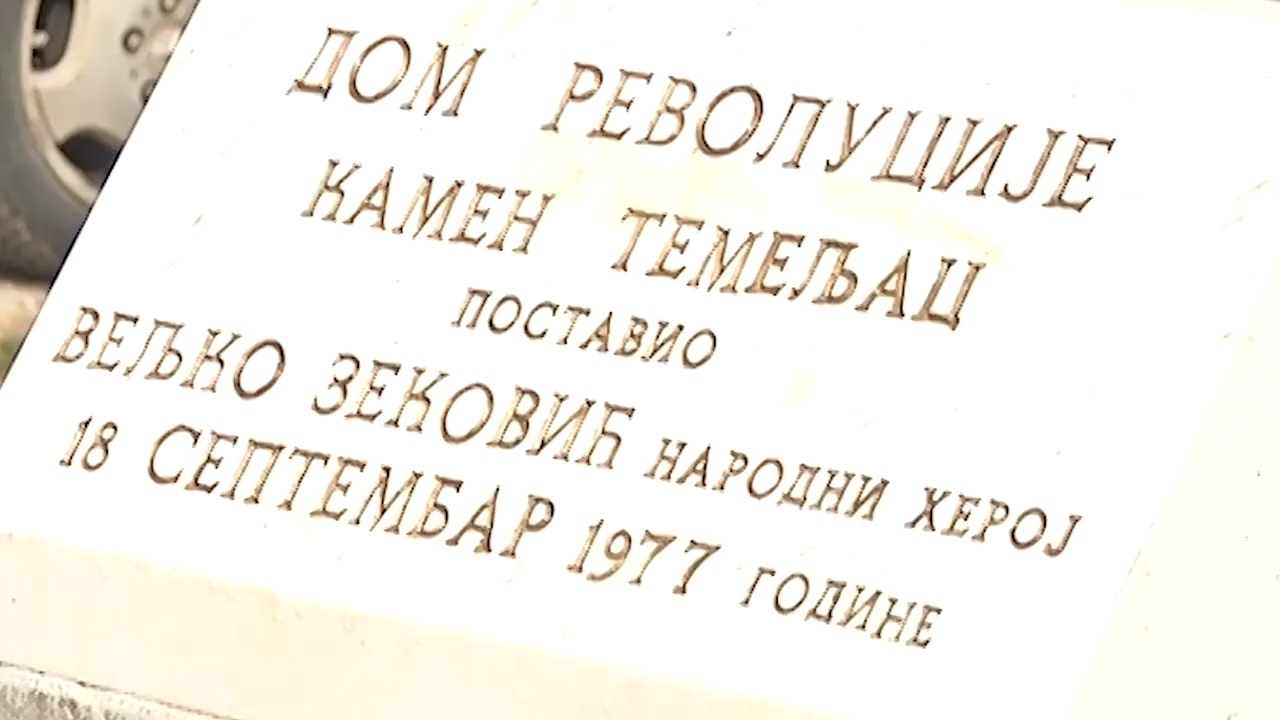 ДОМ РЕВОЛУЦИЈЕ
КАМЕН ТЕМЕЉАЦ
ПОСТАВИО
ВЕЉКО ЗЕКОВИЋ НАРОДНИ ХЕРОЈ
18 СЕПТЕМБАР 1977 ГОДИНЕ